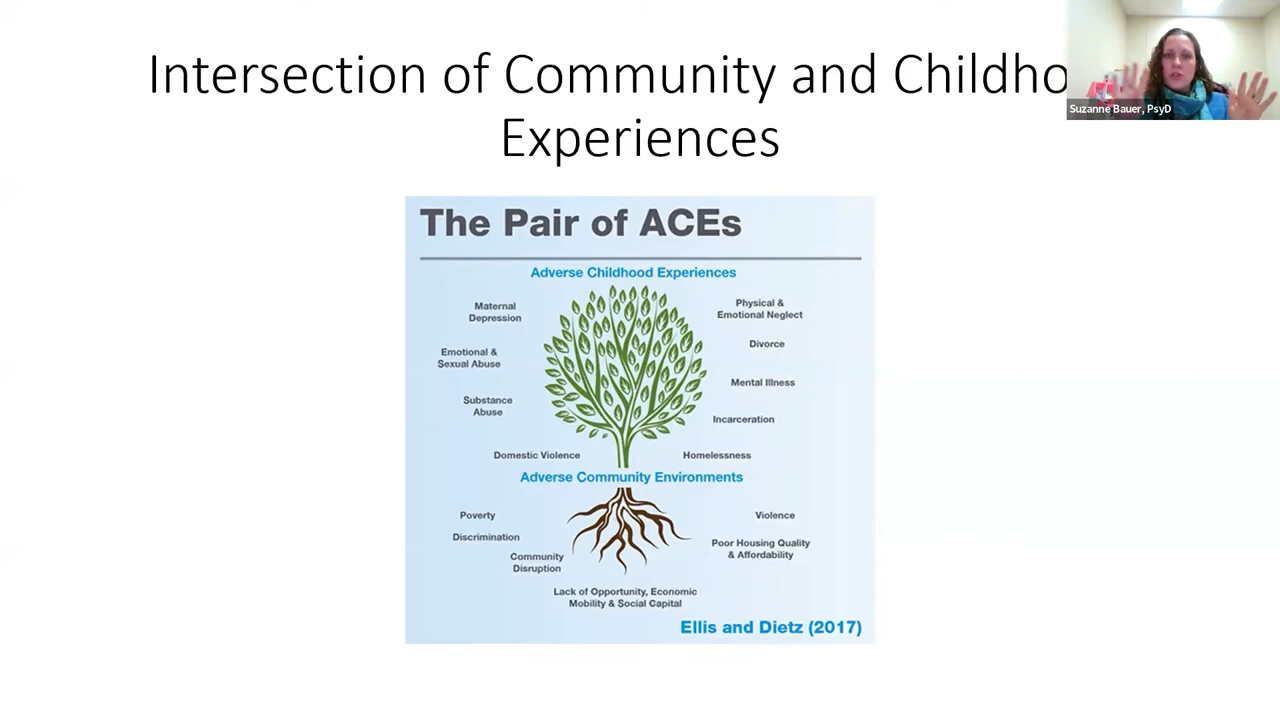 Intersection of Community and Childho
Experiences
Suzanne Bauer, PsyD
The Pair of ACEs
Adverse Childhood Experiences
Maternal
Depression
Physical &
Emotional Neglect
Emotional &
Sexual Abuse
Divorce
Substance
Abuse
Mental Illness
Incarceration
Domestic Violence
Homelessness
Adverse Community Environments
Poverty
Violence
Discrimination
Poor Housing Quality
& Affordability
Community
Disruption
Lack of Opportunity, Economic
Mobility & Social Capital
Ellis and Dietz (2017)